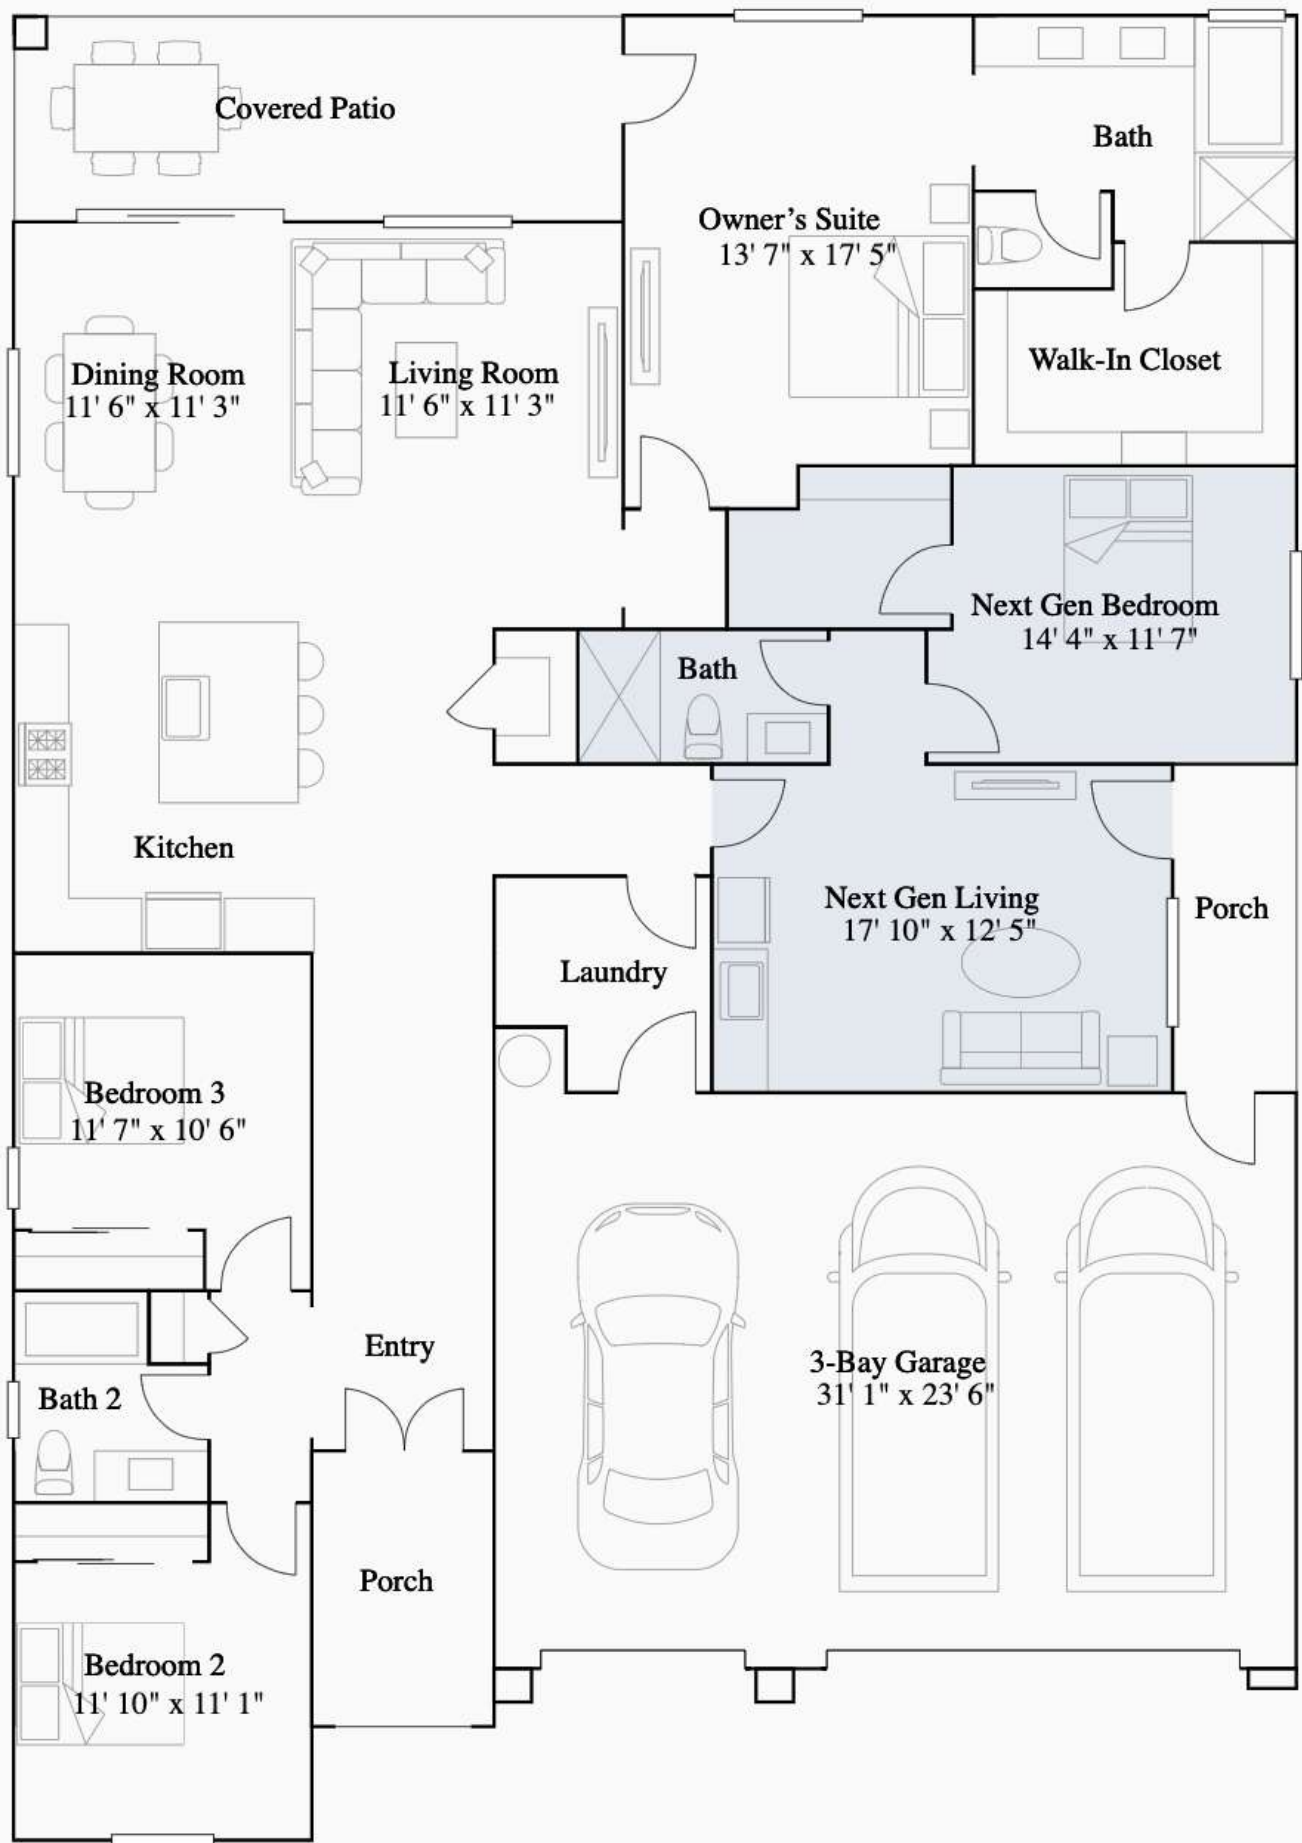 Covered Patio
Bath
Owner’s Suite
13' 7" x 17' 5"
Walk-In Closet
Dining Room
11' 6" x 11' 3"
Living Room
11' 6" x 11' 3"
Next Gen Bedroom
14' 4" x 11' 7"
Bath
Kitchen
Next Gen Living
17' 10" x 12' 5"
Porch
Laundry
Bedroom 3
11' 7" x 10' 6"
Entry
3-Bay Garage
31' 1" x 23' 6"
Bath 2
Porch
Bedroom 2
11' 10" x 11' 1"